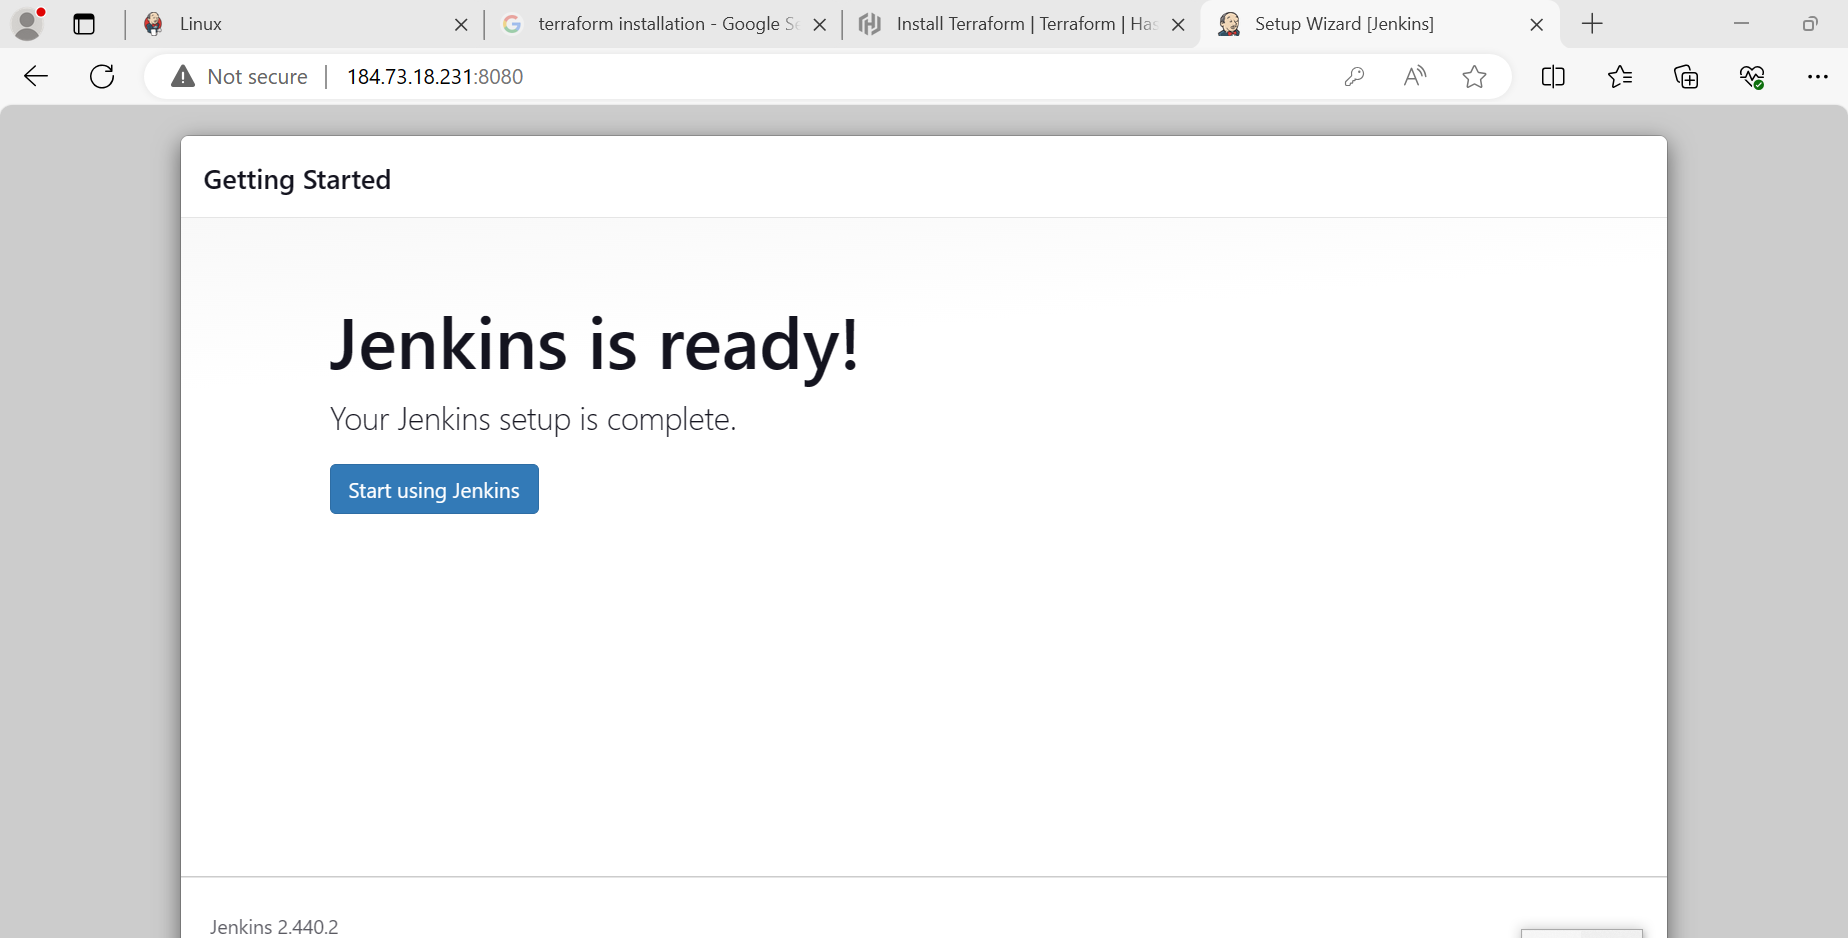 Linux
terraform installation - Google Se
Install Terraform | Terraform | Has
Setup Wizard [Jenkins]
Not secure
184.73.18.231:8080
Getting Started
Jenkins is ready!
Your Jenkins setup is complete.
Start using Jenkins
Jenkins 2.440.2